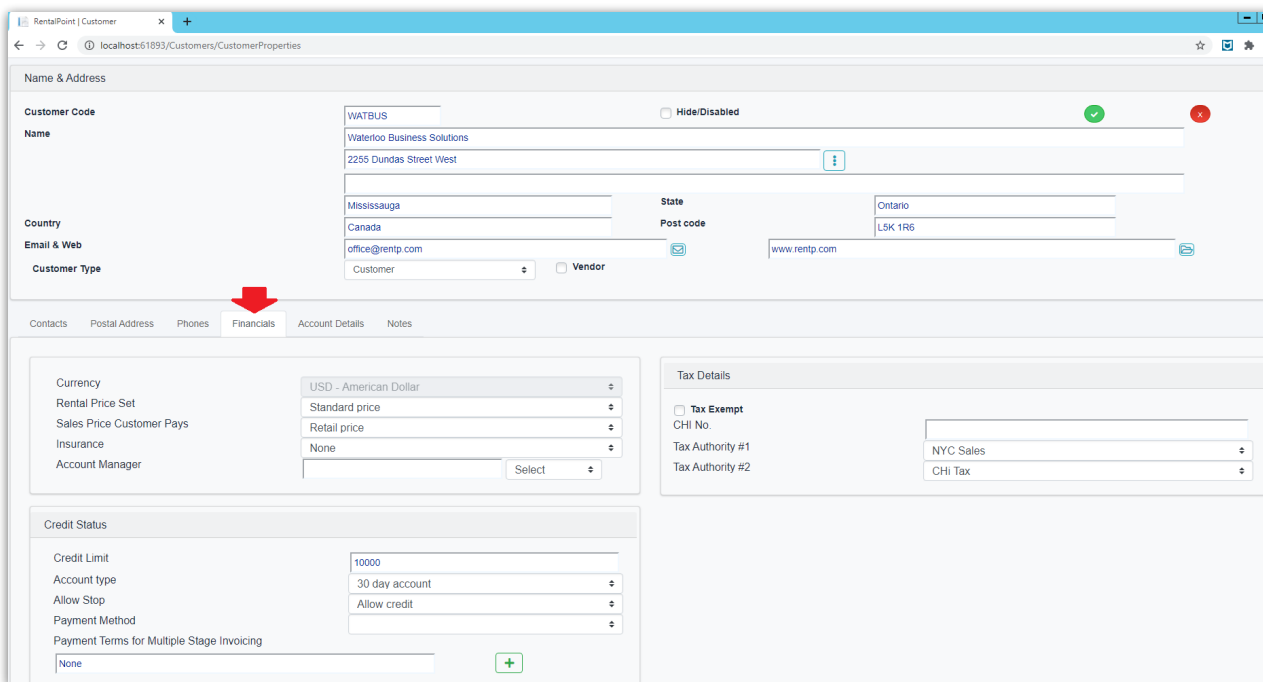 RentalPoint | Customer
localhost:61893/Customers/CustomerProperties
Name & Address
Customer Code WATBUS Hide/Disabled x
Name Waterloo Business Solutions
2255 Dundas Street West
Mississauga State Ontario
Country Canada Post code L5K 1R6
Email & Web office@rentp.com www.rentp.com
Customer Type Customer Vendor
Contacts Postal Address Phones Financials Account Details Notes
Currency USD - American Dollar
Rental Price Set Standard price
Sales Price Customer Pays Retail price
Insurance None
Account Manager Select
Tax Details
Tax Exempt
CHI No.
Tax Authority #1 NYC Sales
Tax Authority #2 CHi Tax
Credit Status
Credit Limit 10000
Account type 30 day account
Allow Stop Allow credit
Payment Method
Payment Terms for Multiple Stage Invoicing
None